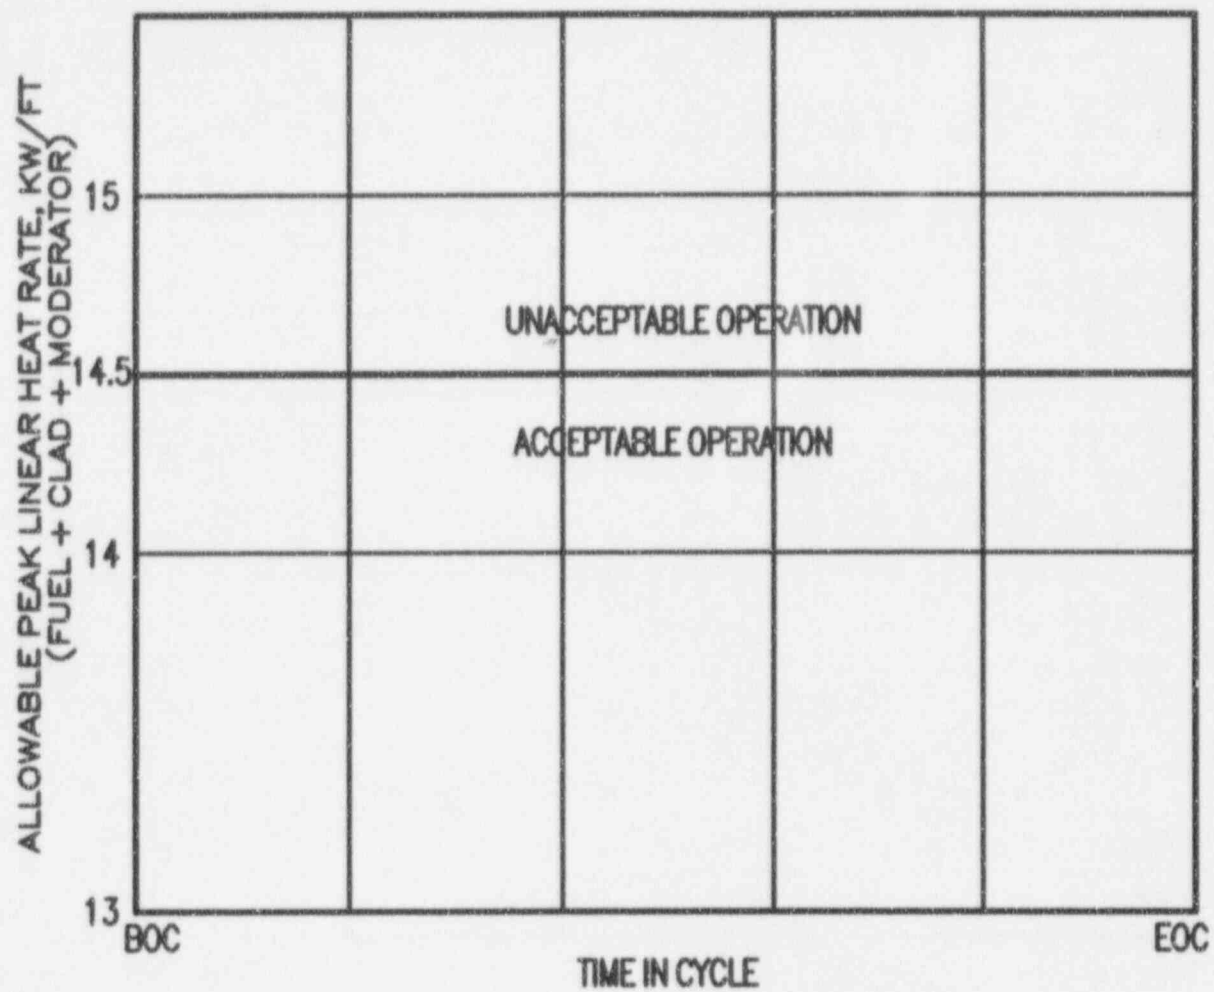 ALLOWABLE PEAK LINEAR HEAT RATE, KW/FT
(FUEL + CLAD + MODERATOR)
15
UNACCEPTABLE OPERATION
14.5
ACCEPTABLE OPERATION
14
13
BOC
EOC
TIME IN CYCLE